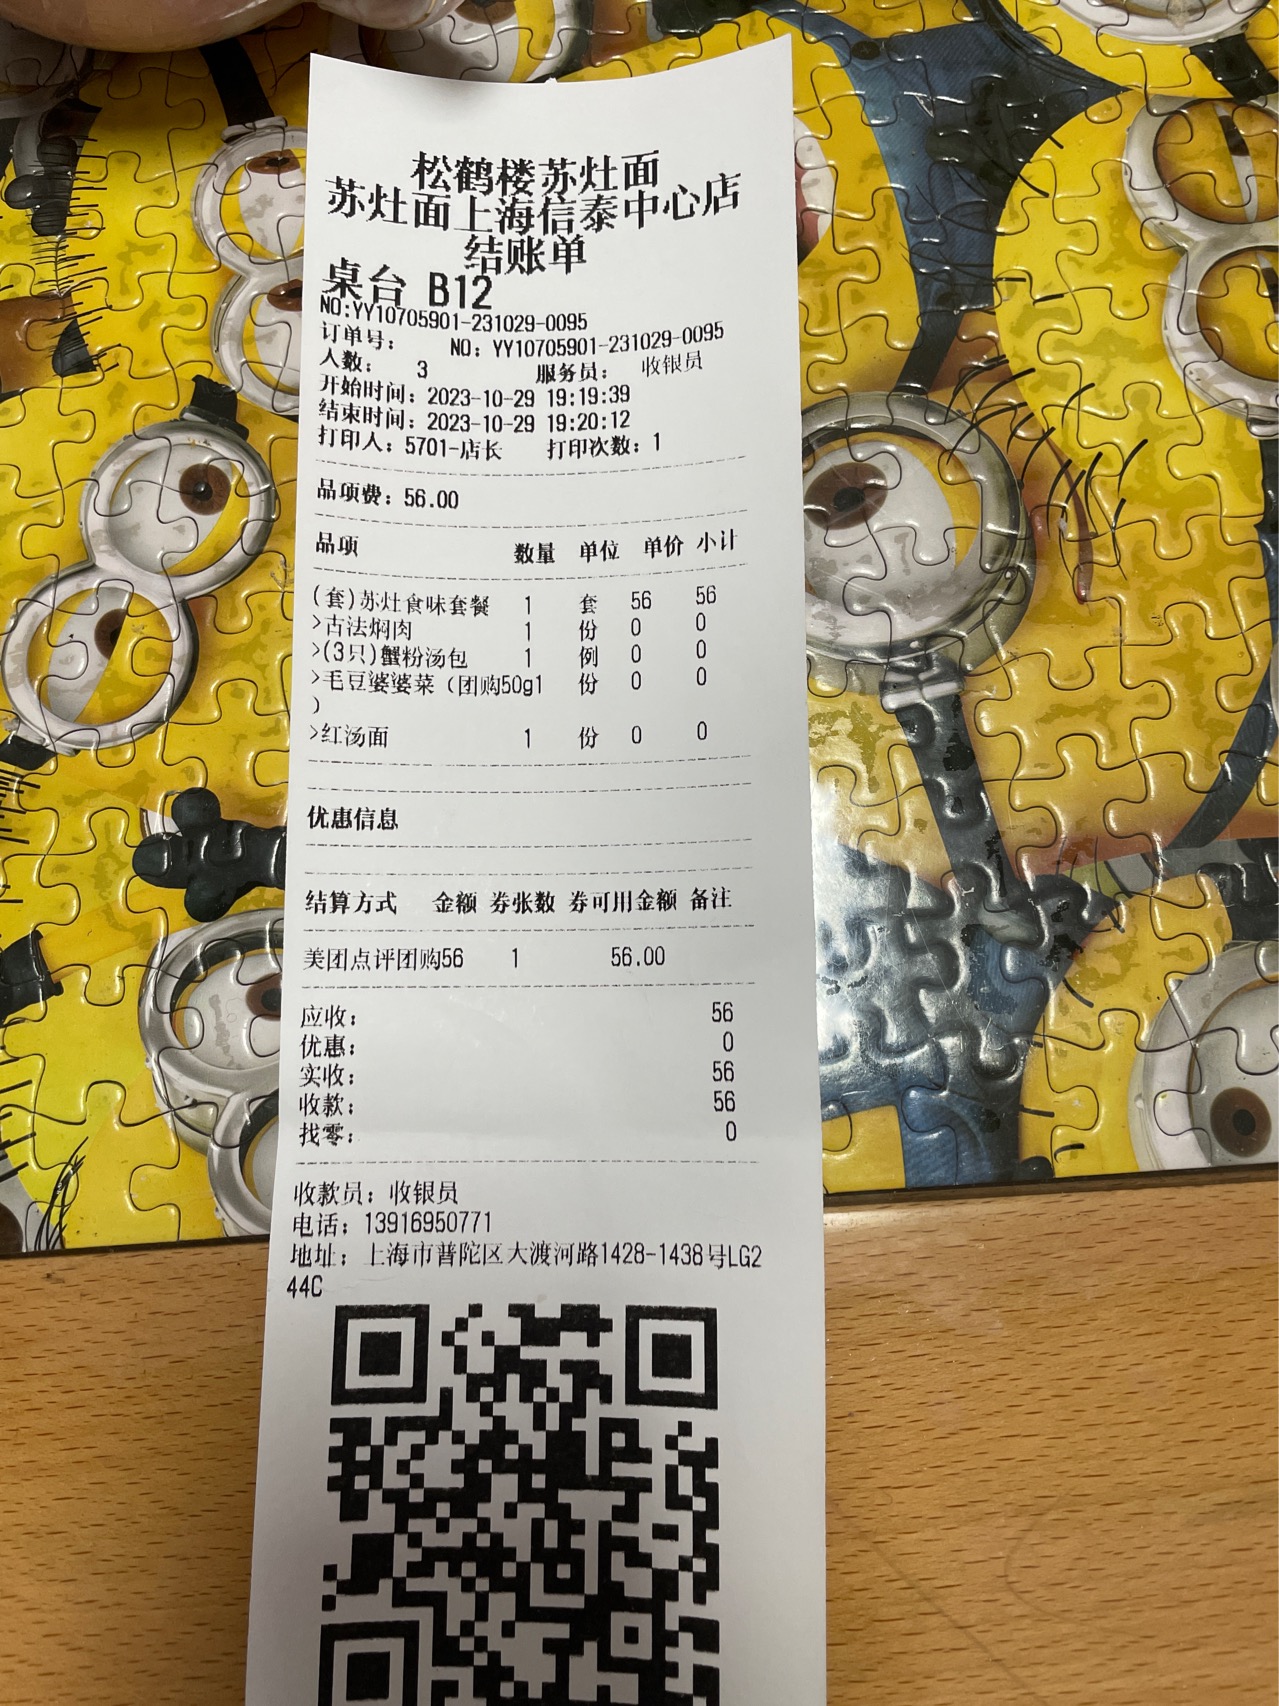 松鹤楼苏灶面
苏灶面上海信泰中心店
结账单
桌台 B12
NO:YY10705901-231029-0095
订单号： NO：YY10705901-231029-0095
人数： 3 服务员： 收银员
开始时间：2023-10-29 19:19:39
结束时间：2023-10-29 19:20:12
打印人：5701-店长 打印次数：1
品项费：56.00
品项 数量 单位 单价 小计
(套)苏灶食味套餐 1 套 56 56
>古法焖肉 1 份 0 0
>(3只)蟹粉汤包 1 例 0 0
>毛豆婆婆菜（团购50g1 份 0 0
）
>红汤面 1 份 0 0
优惠信息
结算方式 金额 券张数 券可用金额 备注
美团点评团购56 1 56.00
应收： 56
优惠： 0
实收： 56
收款： 56
找零： 0
收款员：收银员
电话：13916950771
地址：上海市普陀区大渡河路1428-1438号LG2
44C